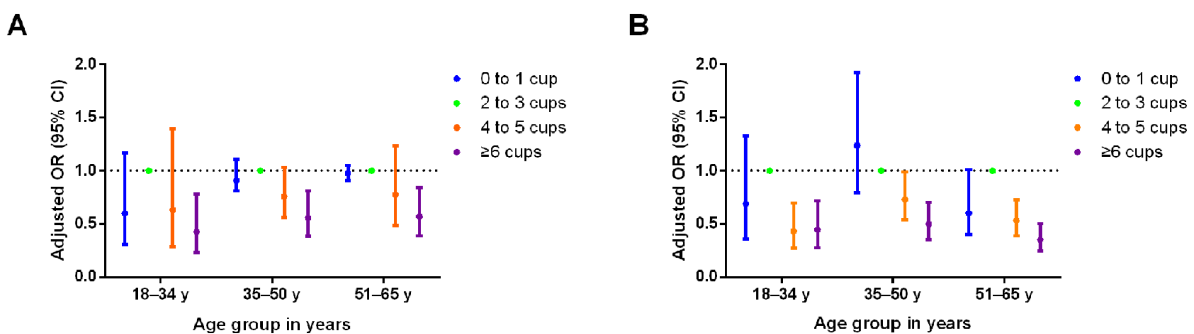 A
Adjusted OR (95% CI)
2.0
1.5
1.0
0.5
0.0
18–34 y
35–50 y
51–65 y
Age group in years
0 to 1 cup
2 to 3 cups
4 to 5 cups
≥6 cups
B
Adjusted OR (95% CI)
2.0
1.5
1.0
0.5
0.0
18–34 y
35–50 y
51–65 y
Age group in years
0 to 1 cup
2 to 3 cups
4 to 5 cups
≥6 cups